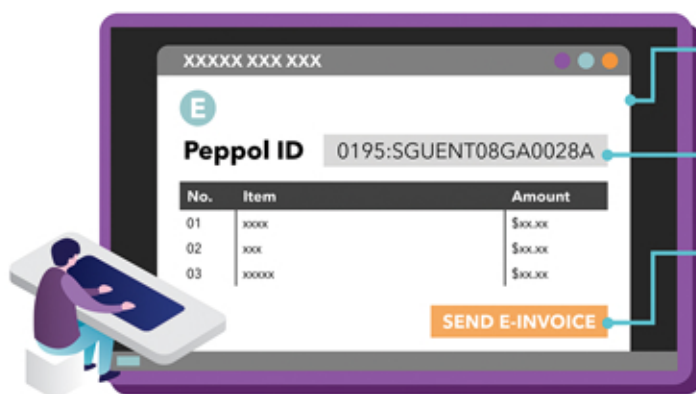 XXXXX XXX XXX
E
Peppol ID 0195:SGUENT08GA0028A
No. Item Amount
01 xxxx $xx.xx
02 xxx $xx.xx
03 xxxxx $xx.xx
SEND E-INVOICE